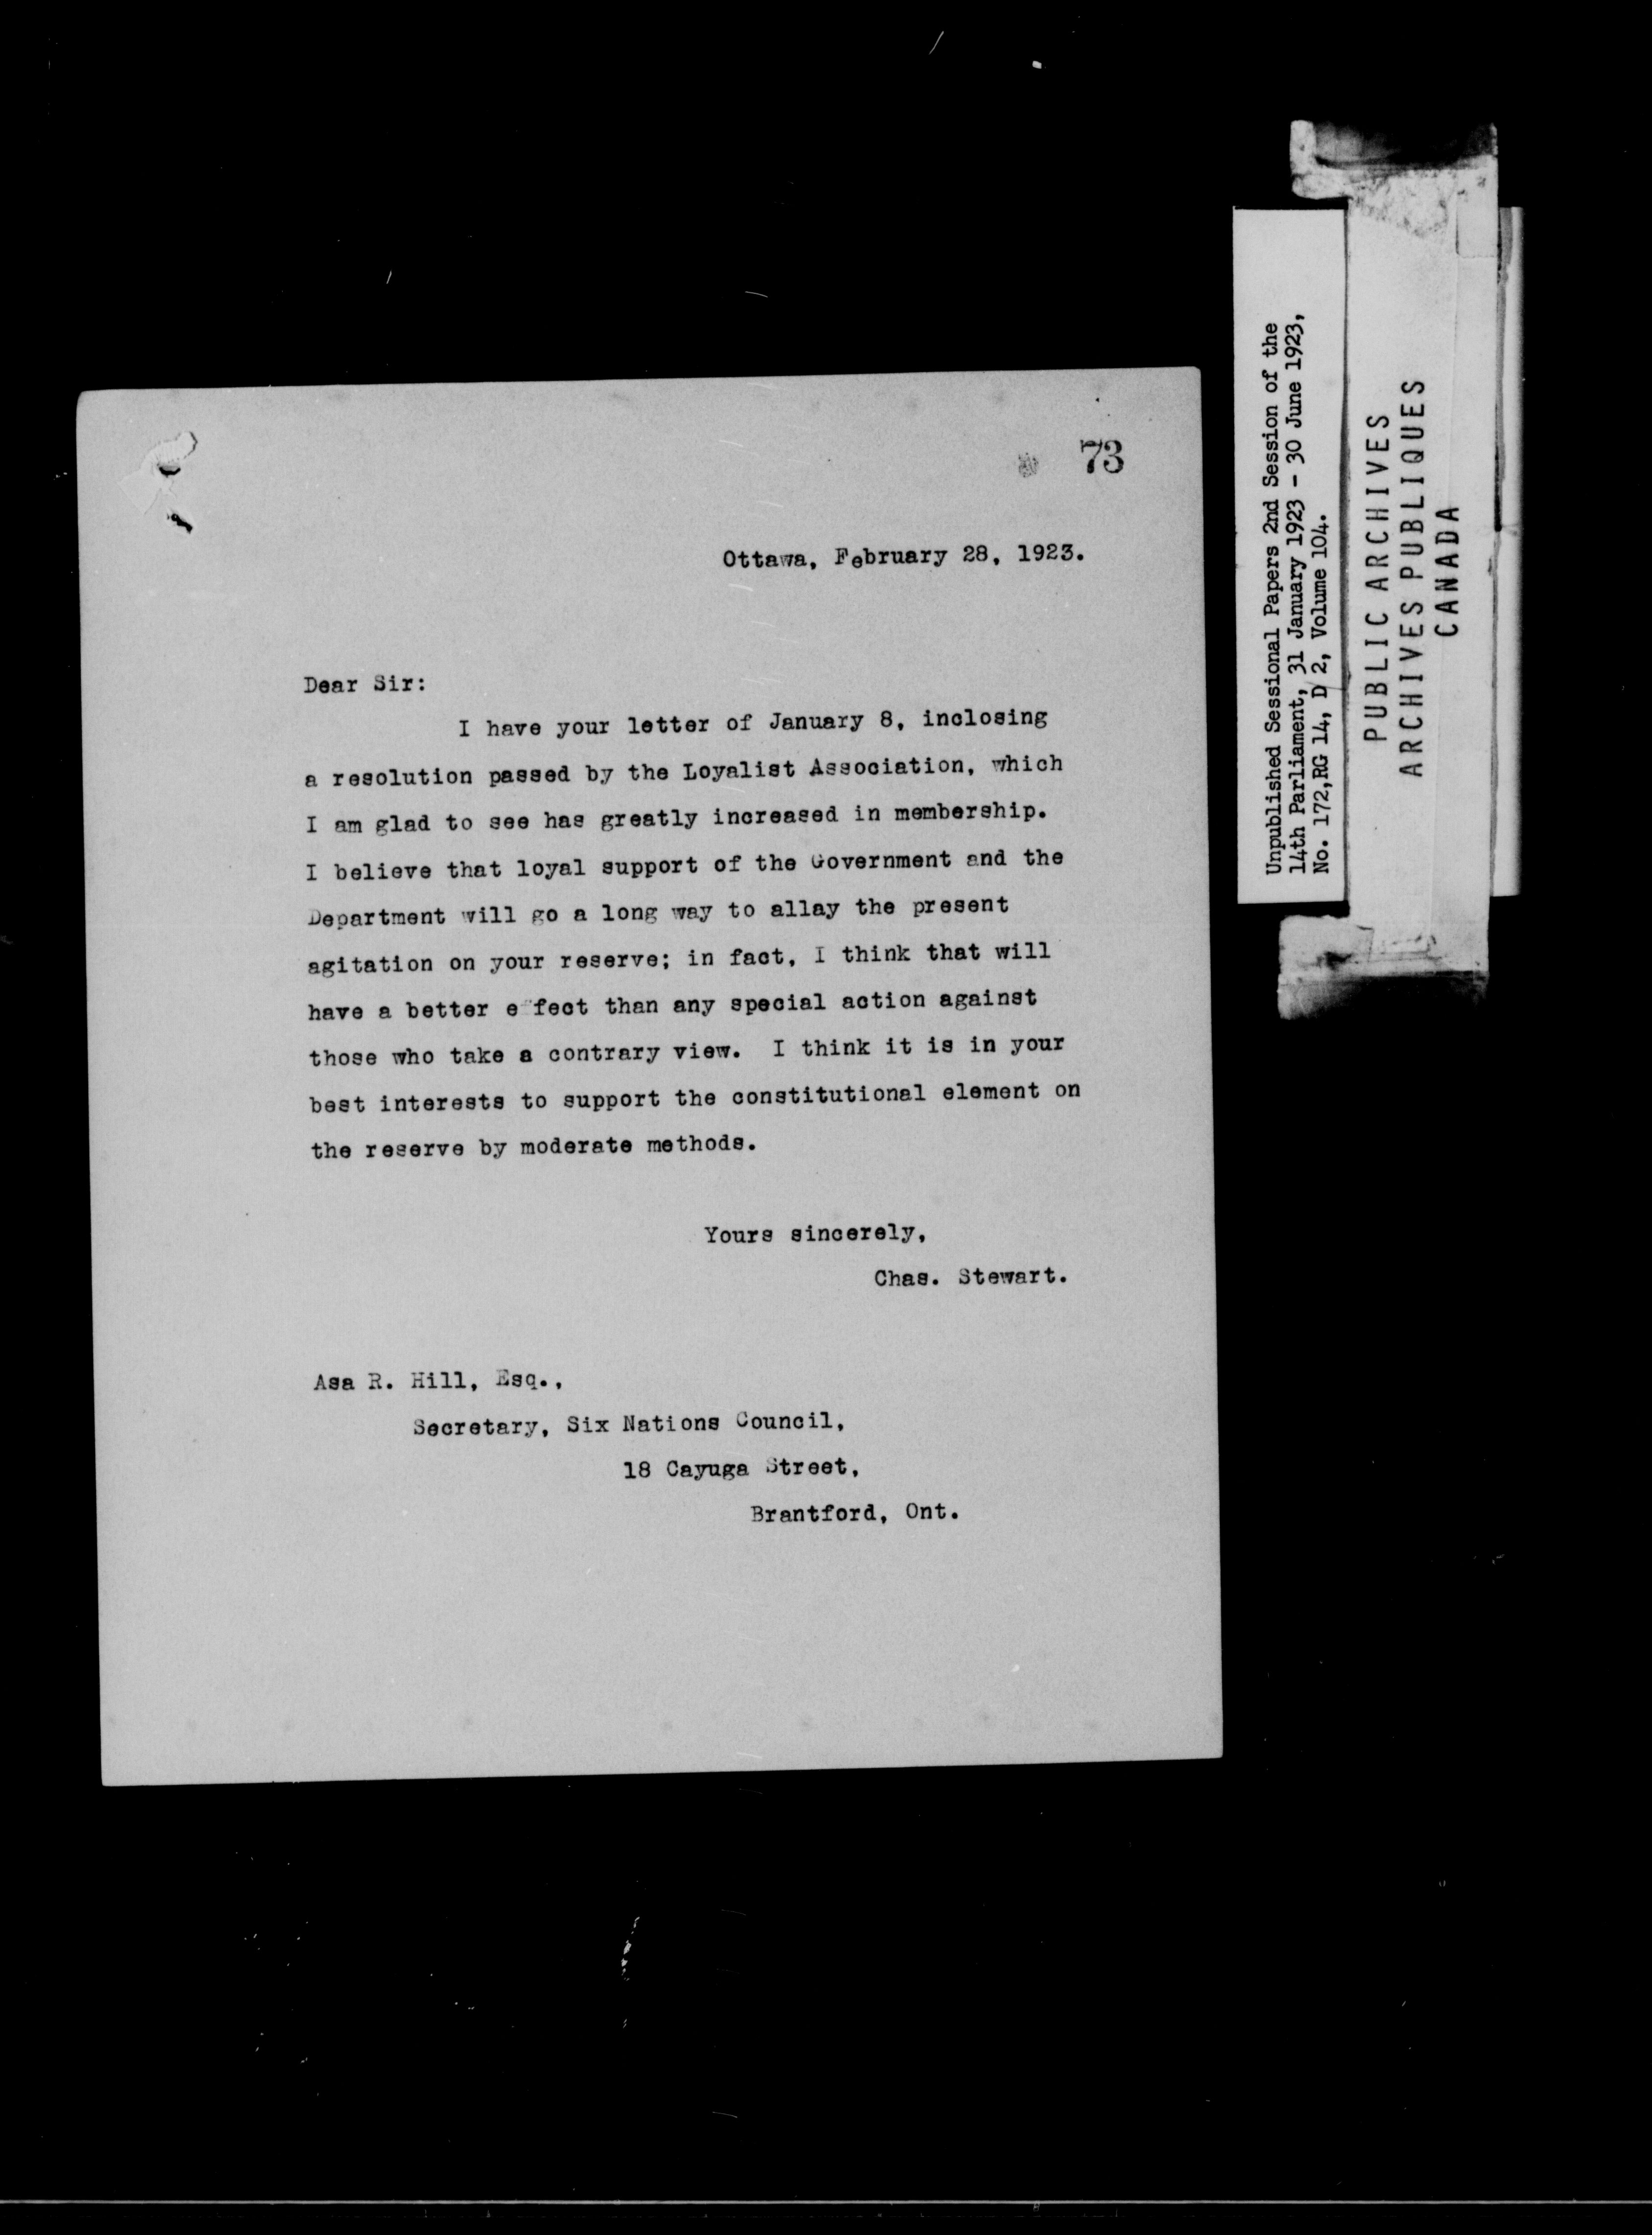 73
Ottawa, February 28, 1923.
Dear Sir:
I have your letter of January 8, inclosing
a resolution passed by the Loyalist Association, which
I am glad to see has greatly increased in membership.
I believe that loyal support of the Government and the
Department will go a long way to allay the present
agitation on your reserve; in fact, I think that will
have a better effect than any special action against
those who take a contrary view. I think it is in your
best interests to support the constitutional element on
the reserve by moderate methods.
Yours sincerely,
Chas. Stewart.
Asa R. Hill, Esq.,
Secretary, Six Nations Council,
18 Cayuga Street,
Brantford, Ont.
Unpublished Sessional Papers 2nd Session of the
14th Parliament, 31 January 1923 - 30 June 1923,
No. 172,RG 14, D 2, Volume 104.
PUBLIC ARCHIVES
ARCHIVES PUBLIQUES
CANADA